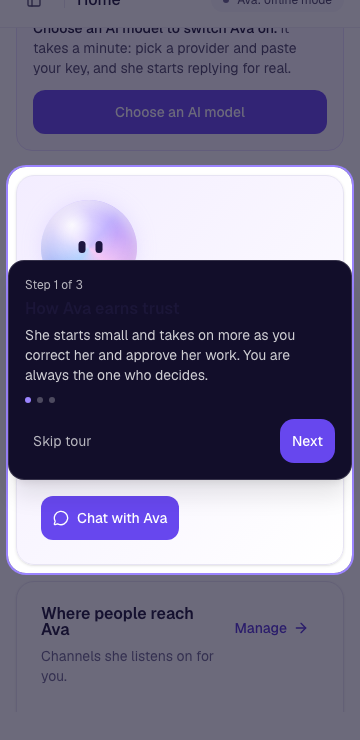 Home
Ava: offline mode
Choose an AI model to switch Ava on. It
takes a minute: pick a provider and paste
your key, and she starts replying for real.
Choose an AI model
Step 1 of 3
How Ava earns trust
She starts small and takes on more as you
correct her and approve her work. You are
always the one who decides.
Skip tour
Next
Chat with Ava
Where people reach
Ava
Manage
Channels she listens on for
you.